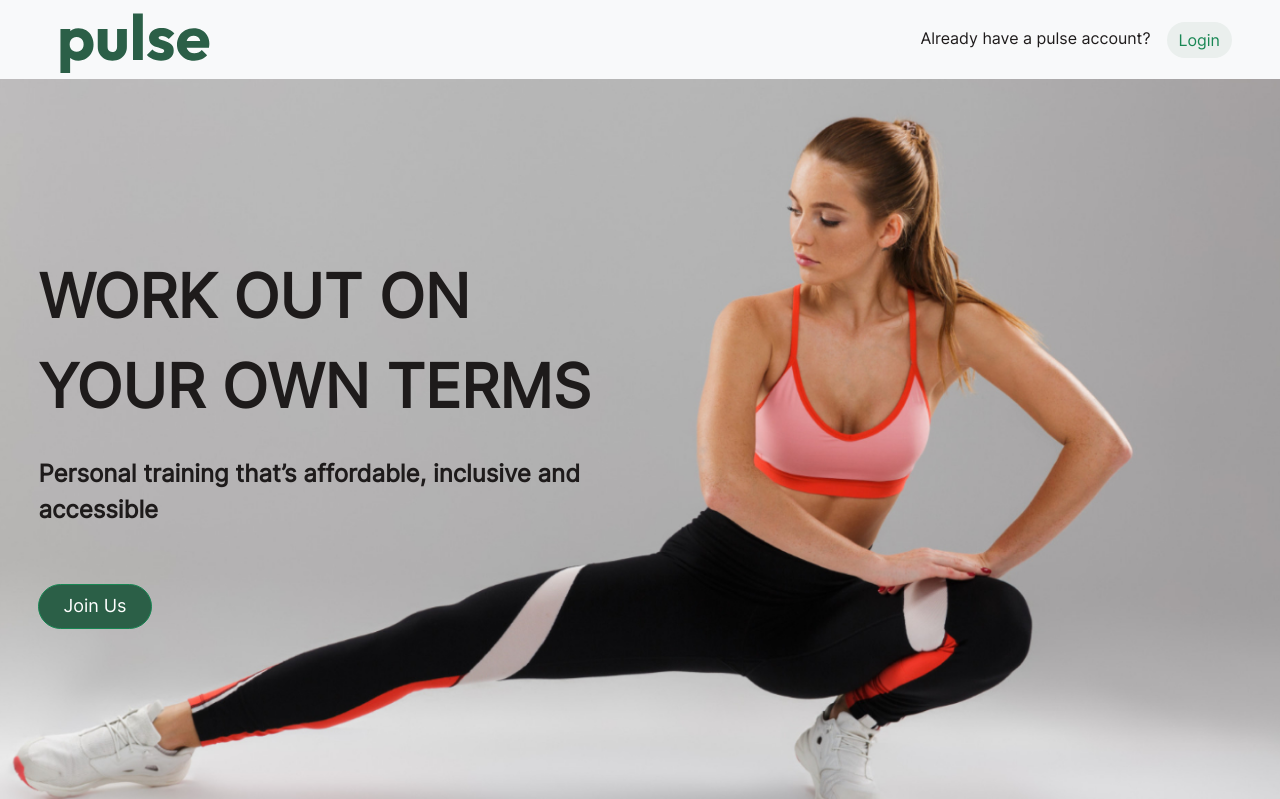 pulse
Already have a pulse account?
Login
WORK OUT ON
YOUR OWN TERMS
Personal training that’s affordable, inclusive and
accessible
Join Us